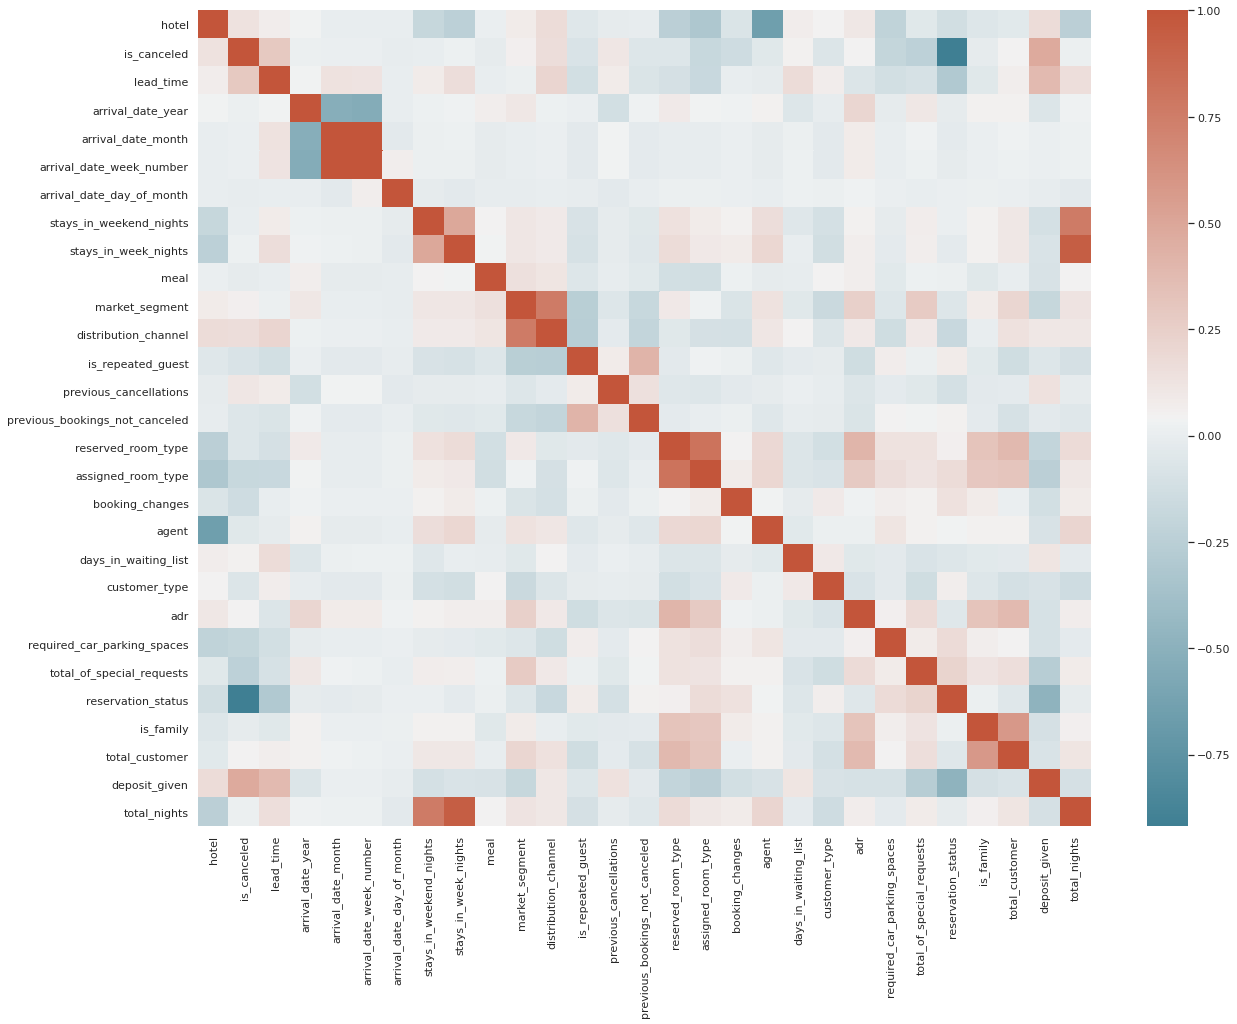 hotel
is_canceled
lead_time
arrival_date_year
arrival_date_month
arrival_date_week_number
arrival_date_day_of_month
stays_in_weekend_nights
stays_in_week_nights
meal
market_segment
distribution_channel
is_repeated_guest
previous_cancellations
previous_bookings_not_canceled
reserved_room_type
assigned_room_type
booking_changes
agent
days_in_waiting_list
customer_type
adr
required_car_parking_spaces
total_of_special_requests
reservation_status
is_family
total_customer
deposit_given
total_nights
hotel
is_canceled
lead_time
arrival_date_year
arrival_date_month
arrival_date_week_number
arrival_date_day_of_month
stays_in_weekend_nights
stays_in_week_nights
meal
market_segment
distribution_channel
is_repeated_guest
previous_cancellations
previous_bookings_not_canceled
reserved_room_type
assigned_room_type
booking_changes
agent
days_in_waiting_list
customer_type
adr
required_car_parking_spaces
total_of_special_requests
reservation_status
is_family
total_customer
deposit_given
total_nights
1.00
0.75
0.50
0.25
0.00
−0.25
−0.50
−0.75